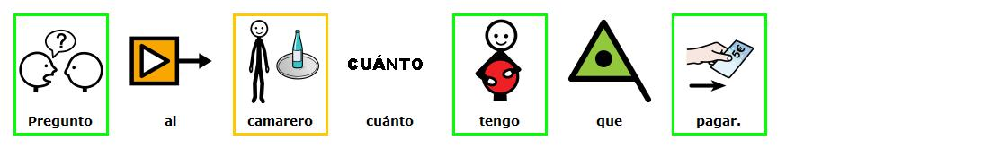 ?
CUÁNTO
5€
Pregunto al camarero cuánto tengo que pagar.